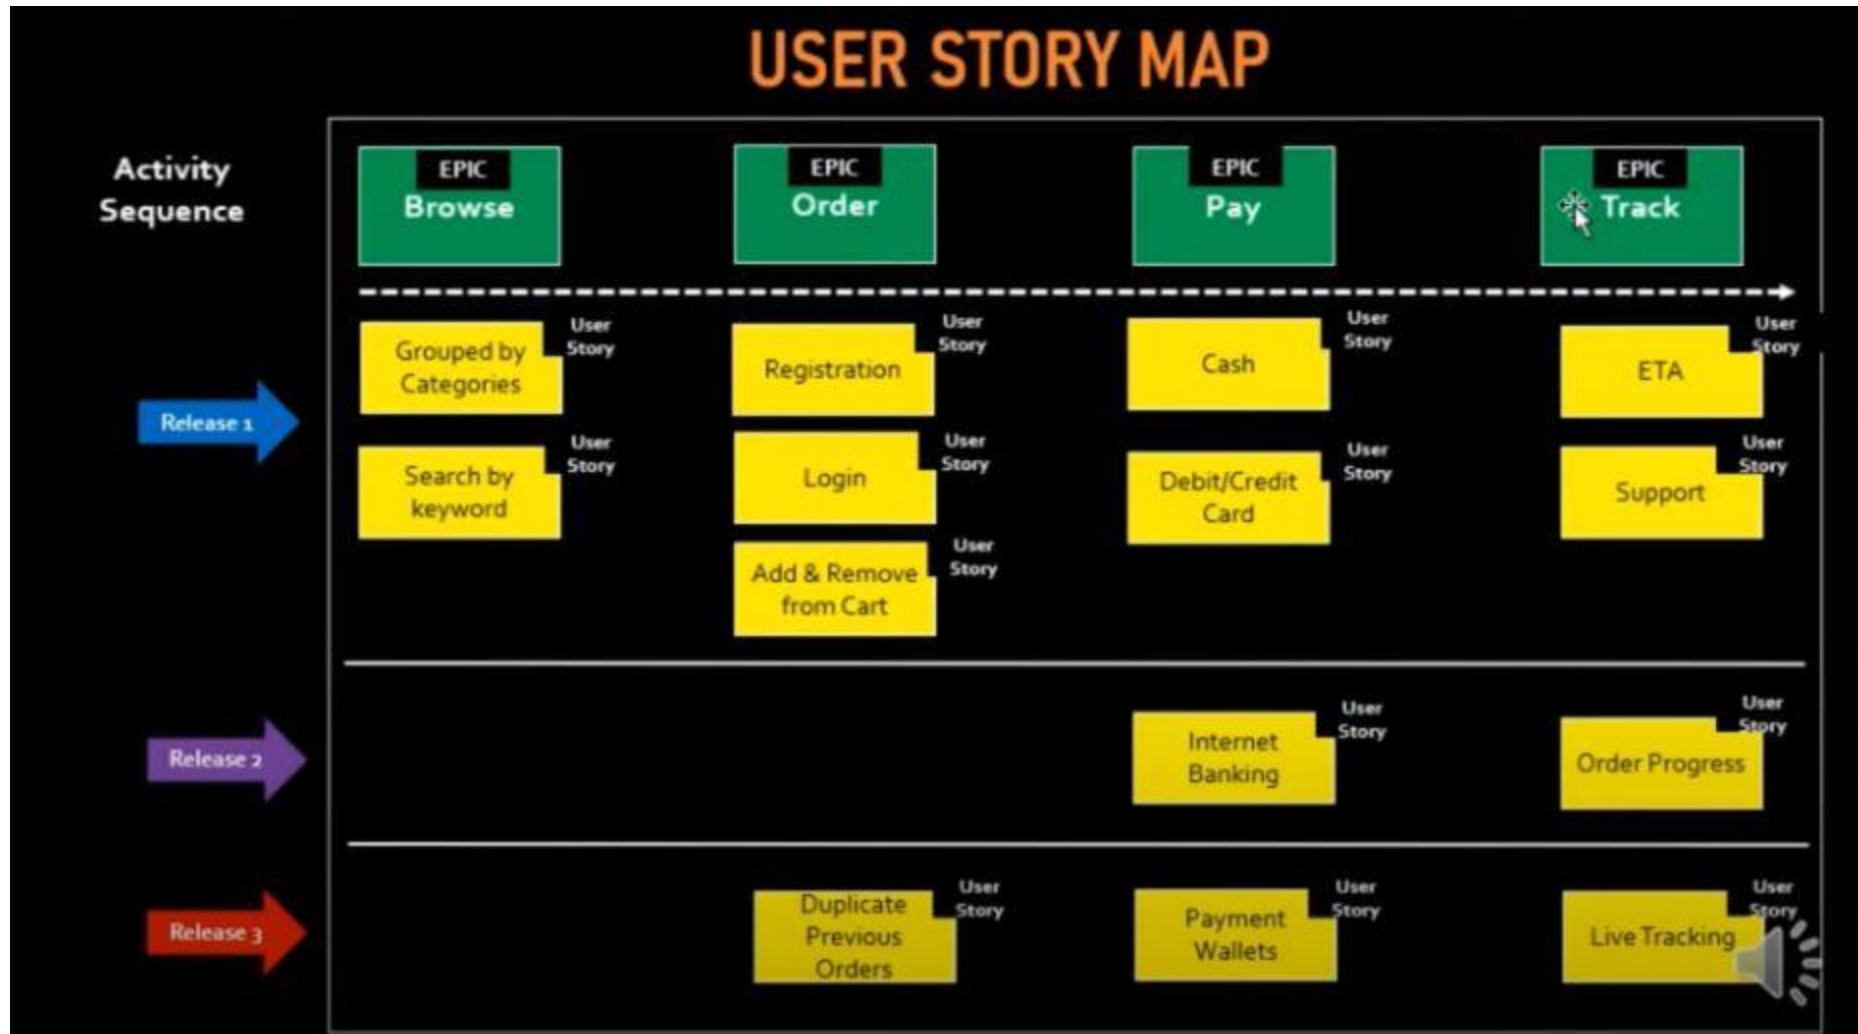 USER STORY MAP
Activity
Sequence
EPIC
Browse
EPIC
Order
EPIC
Pay
EPIC
Track
Release 1
Grouped by
Categories
User
Story
Registration
User
Story
Cash
User
Story
ETA
User
Story
Search by
keyword
User
Story
Login
User
Story
Debit/Credit
Card
User
Story
Support
User
Story
Add & Remove
from Cart
User
Story
Release 2
Internet
Banking
User
Story
Order Progress
User
Story
Release 3
Duplicate
Previous
Orders
User
Story
Payment
Wallets
User
Story
Live Tracking
User
Story